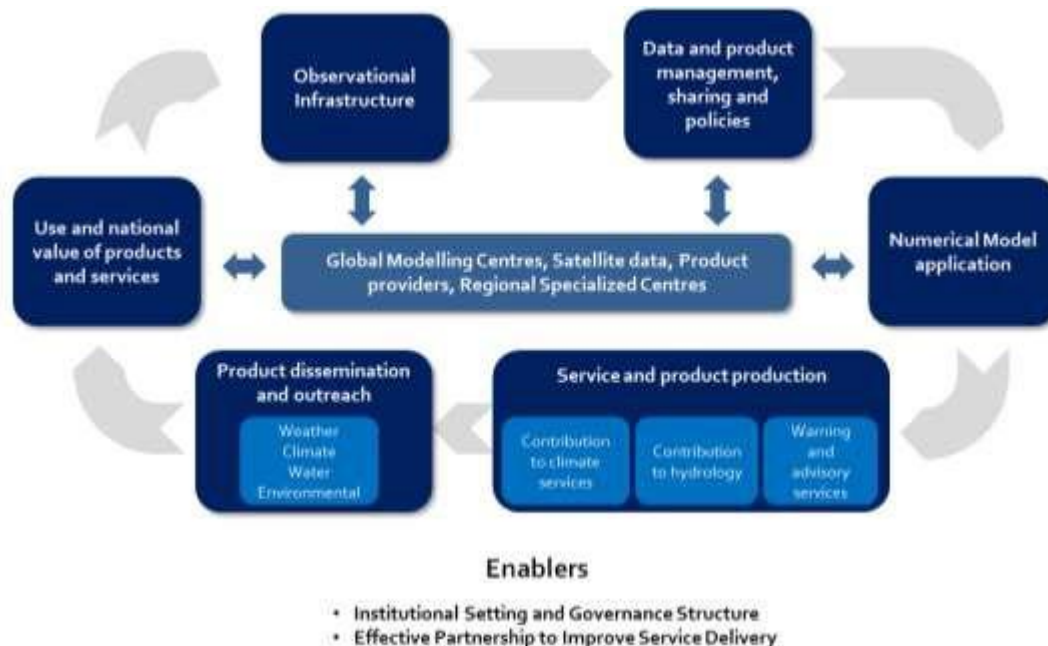 Observational
Infrastructure
Data and product
management,
sharing and
policies
Use and national
value of products
and services
Global Modelling Centres, Satellite data, Product
providers, Regional Specialized Centres
Numerical Model
application
Product dissemination
and outreach
Weather
Climate
Water
Environmental
Service and product production
Contribution
to climate
services
Contribution
to hydrology
Warning
and
advisory
services
Enablers
• Institutional Setting and Governance Structure
• Effective Partnership to Improve Service Delivery